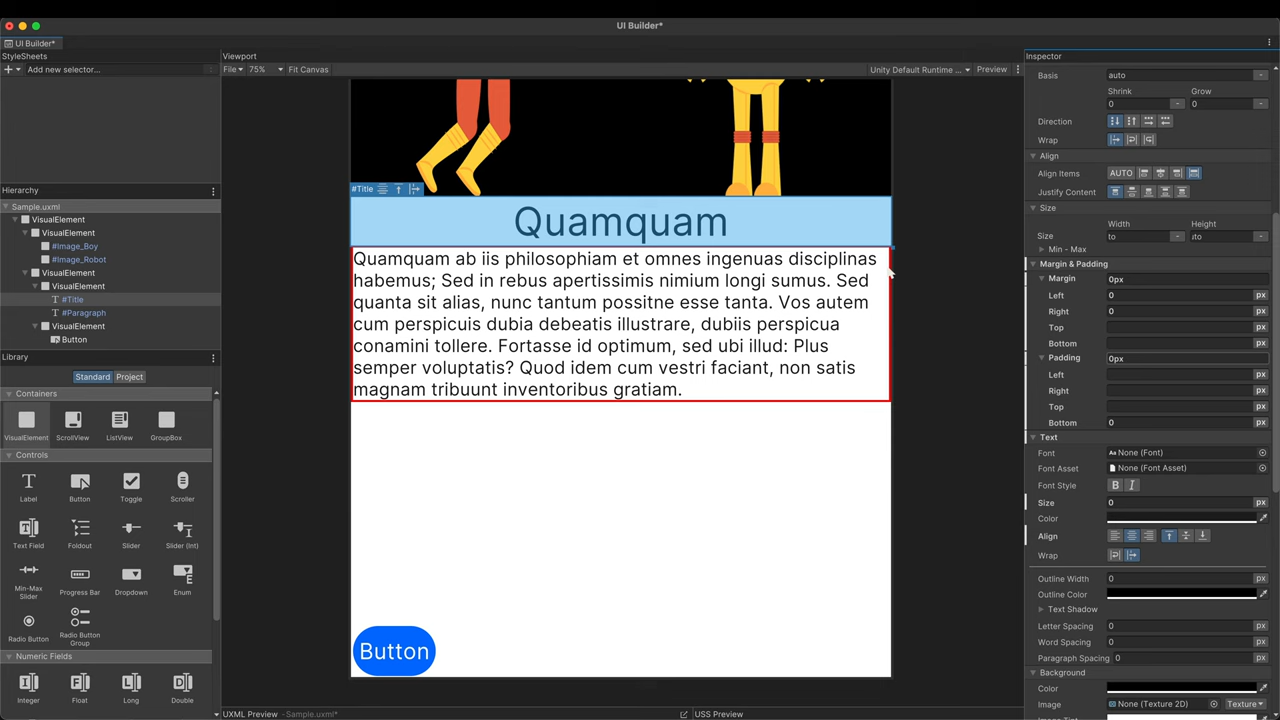 UI Builder*
UI Builder*
StyleSheets
Add new selector...
Viewport
File
75%
Fit Canvas
Unity Default Runtime ...
Preview
Inspector
Hierarchy
Sample.uxml*
VisualElement
VisualElement
#Image_Boy
#Image_Robot
VisualElement
VisualElement
#Title
#Paragraph
VisualElement
Button
Library
Standard
Project
Containers
VisualElement
ScrollView
ListView
GroupBox
Controls
Label
Button
Toggle
Scroller
Text Field
Foldout
Slider
Slider (Int)
Min-Max
Slider
Progress Bar
Dropdown
Enum
Radio Button
Radio Button
Group
Numeric Fields
Integer
Float
Long
Double
#Title
Quamquam
Quamquam ab iis philosophiam et omnes ingenuas disciplinas
habemus; Sed in rebus apertissimis nimium longi sumus. Sed
quanta sit alias, nunc tantum possitne esse tanta. Vos autem
cum perspicuis dubia debeatis illustrare, dubiis perspicua
conamini tollere. Fortasse id optimum, sed ubi illud: Plus
semper voluptatis? Quod idem cum vestri faciant, non satis
magnam tribuunt inventoribus gratiam.
Button
UXML Preview
- Sample.uxml*
USS Preview
Basis
auto
-
Shrink
Grow
0
-
0
-
Direction
Wrap
Align
Align Items
AUTO
Justify Content
Size
Width
Height
Size
to
-
Min - Max
Margin & Padding
Margin
0px
Left
0
px
Right
0
px
Top
px
Bottom
px
Padding
0px
Left
px
Right
px
Top
px
Bottom
0
px
Text
Font
Aa None (Font)
Font Asset
None (Font Asset)
Font Style
B
I
Size
0
px
Color
Align
Wrap
Outline Width
0
px
Outline Color
Text Shadow
Letter Spacing
0
px
Word Spacing
0
px
Paragraph Spacing
0
px
Background
Color
Image
None (Texture 2D)
Texture